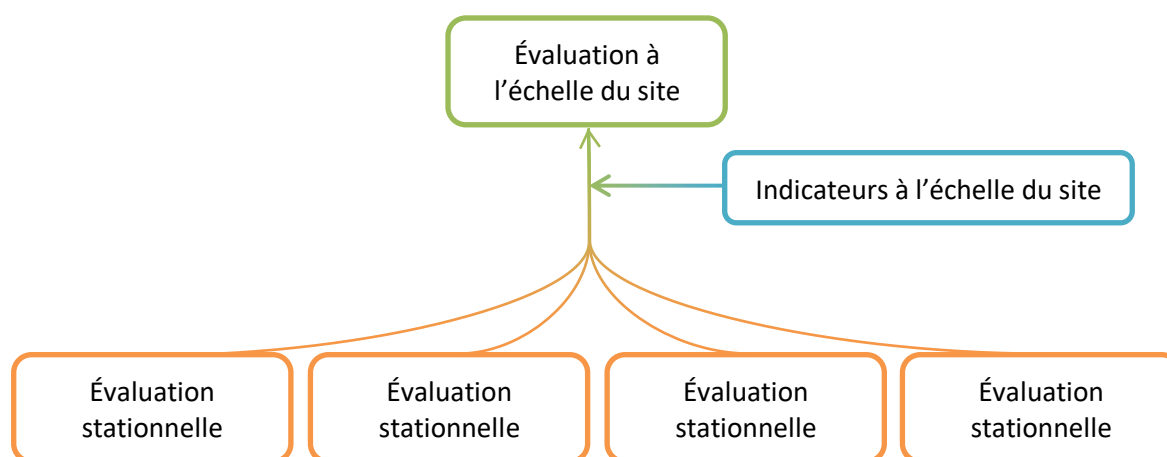 Évaluation à
l’échelle du site
Indicateurs à l’échelle du site
Évaluation
stationnelle
Évaluation
stationnelle
Évaluation
stationnelle
Évaluation
stationnelle